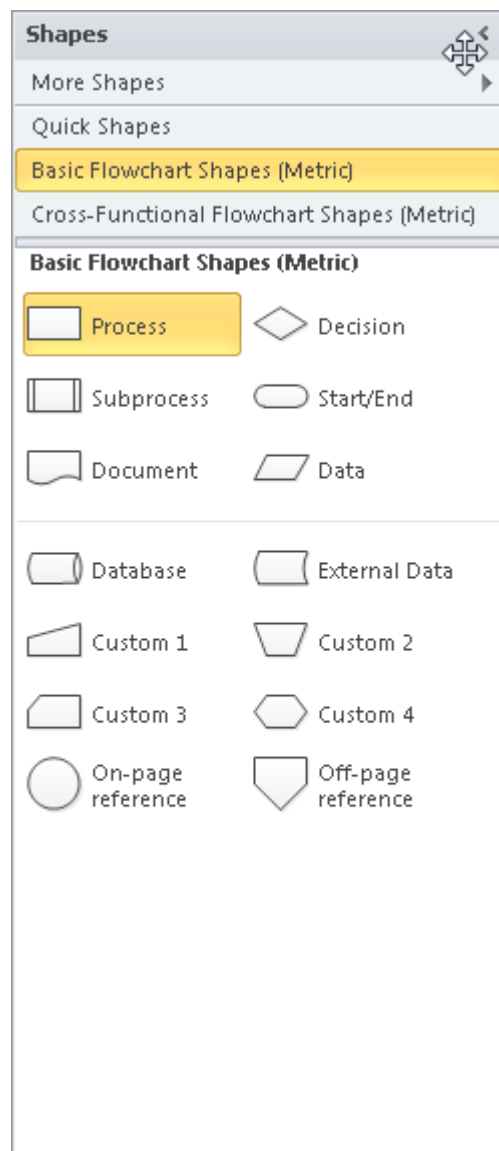 Shapes
More Shapes
Quick Shapes
Basic Flowchart Shapes (Metric)
Cross-Functional Flowchart Shapes (Metric)
Basic Flowchart Shapes (Metric)
Process
Decision
Subprocess
Start/End
Document
Data
Database
External Data
Custom 1
Custom 2
Custom 3
Custom 4
On-page
reference
Off-page
reference